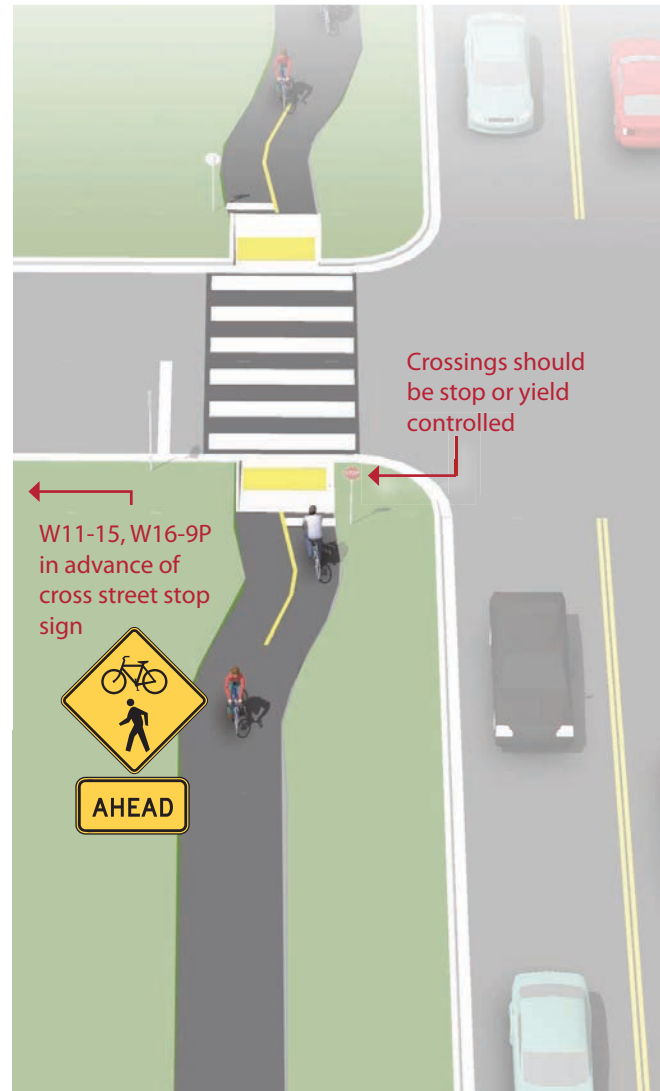 Crossings should
be stop or yield
controlled
W11-15, W16-9P
in advance of
cross street stop
sign
AHEAD